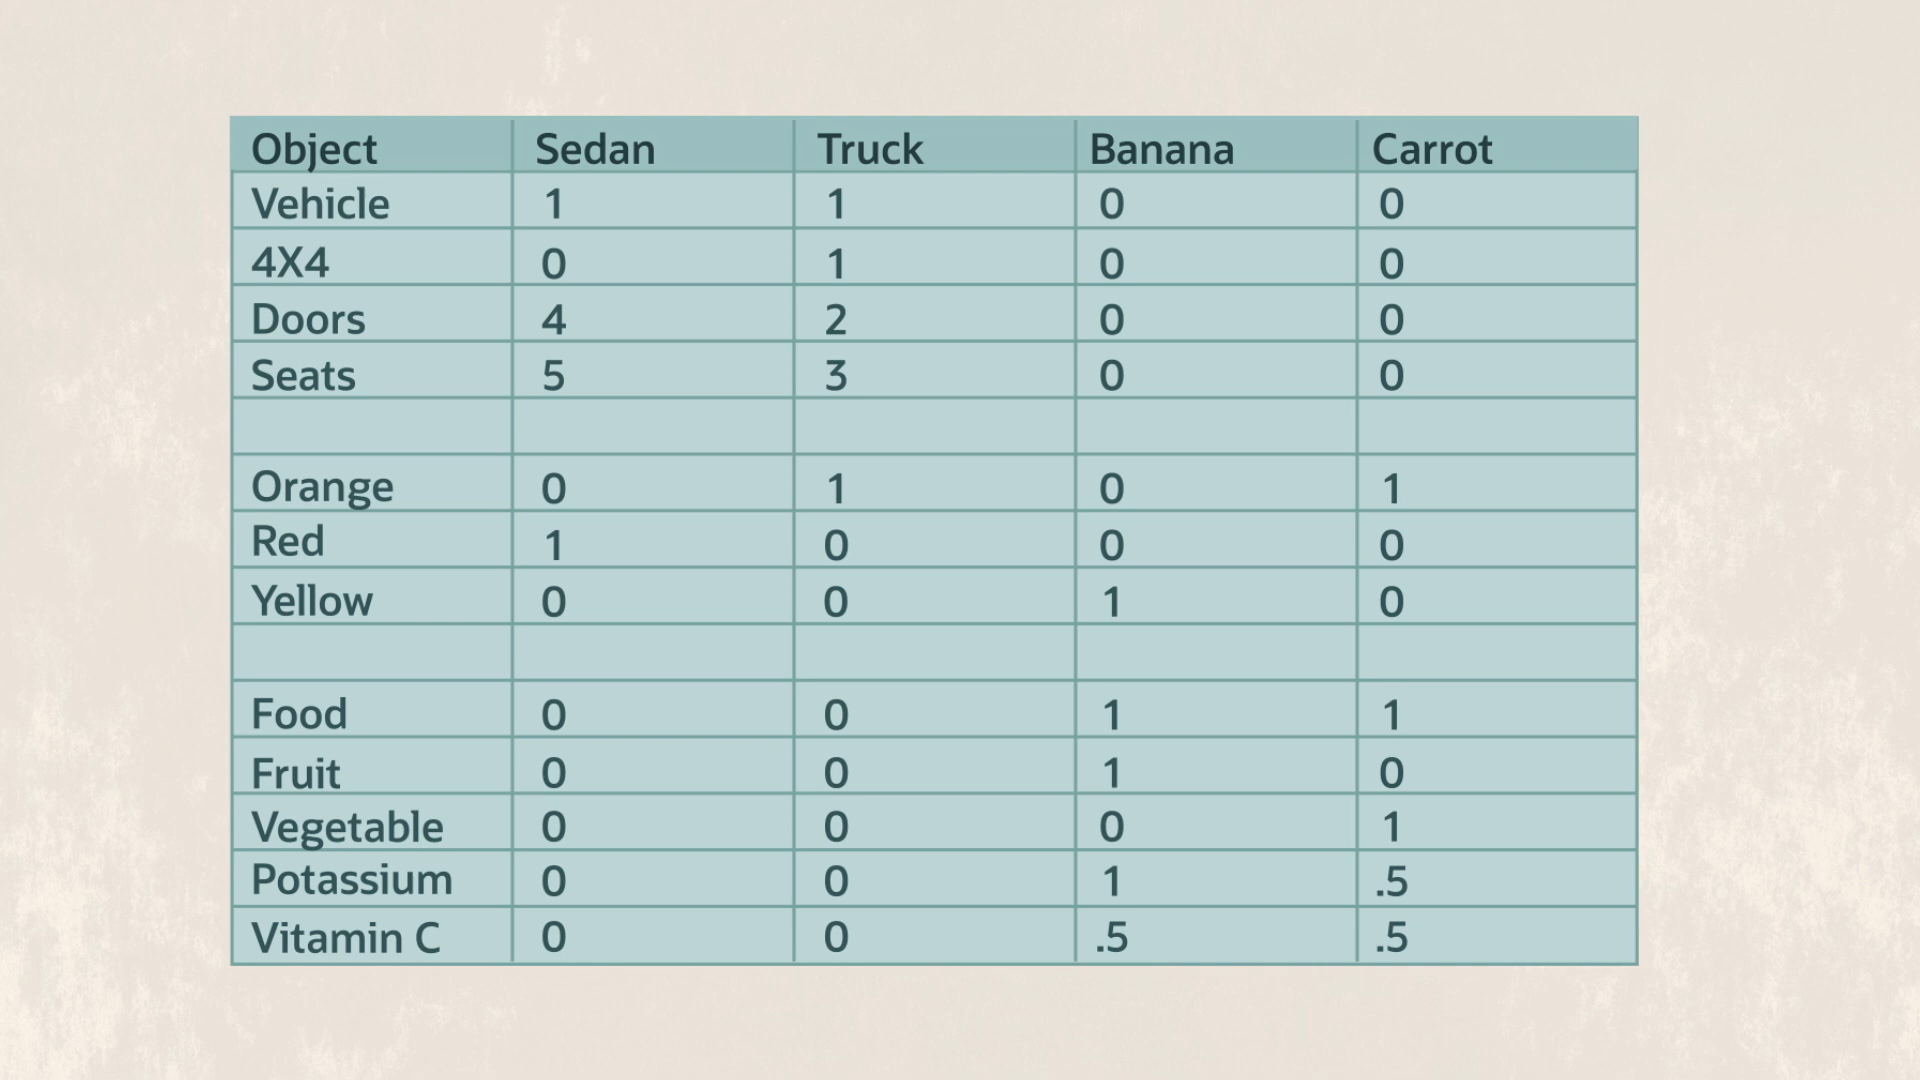 Object Sedan Truck Banana Carrot
Vehicle 1 1 0 0
4X4 0 1 0 0
Doors 4 2 0 0
Seats 5 3 0 0
Orange 0 1 0 1
Red 1 0 0 0
Yellow 0 0 1 0
Food 0 0 1 1
Fruit 0 0 1 0
Vegetable 0 0 0 1
Potassium 0 0 1 .5
Vitamin C 0 0 .5 .5